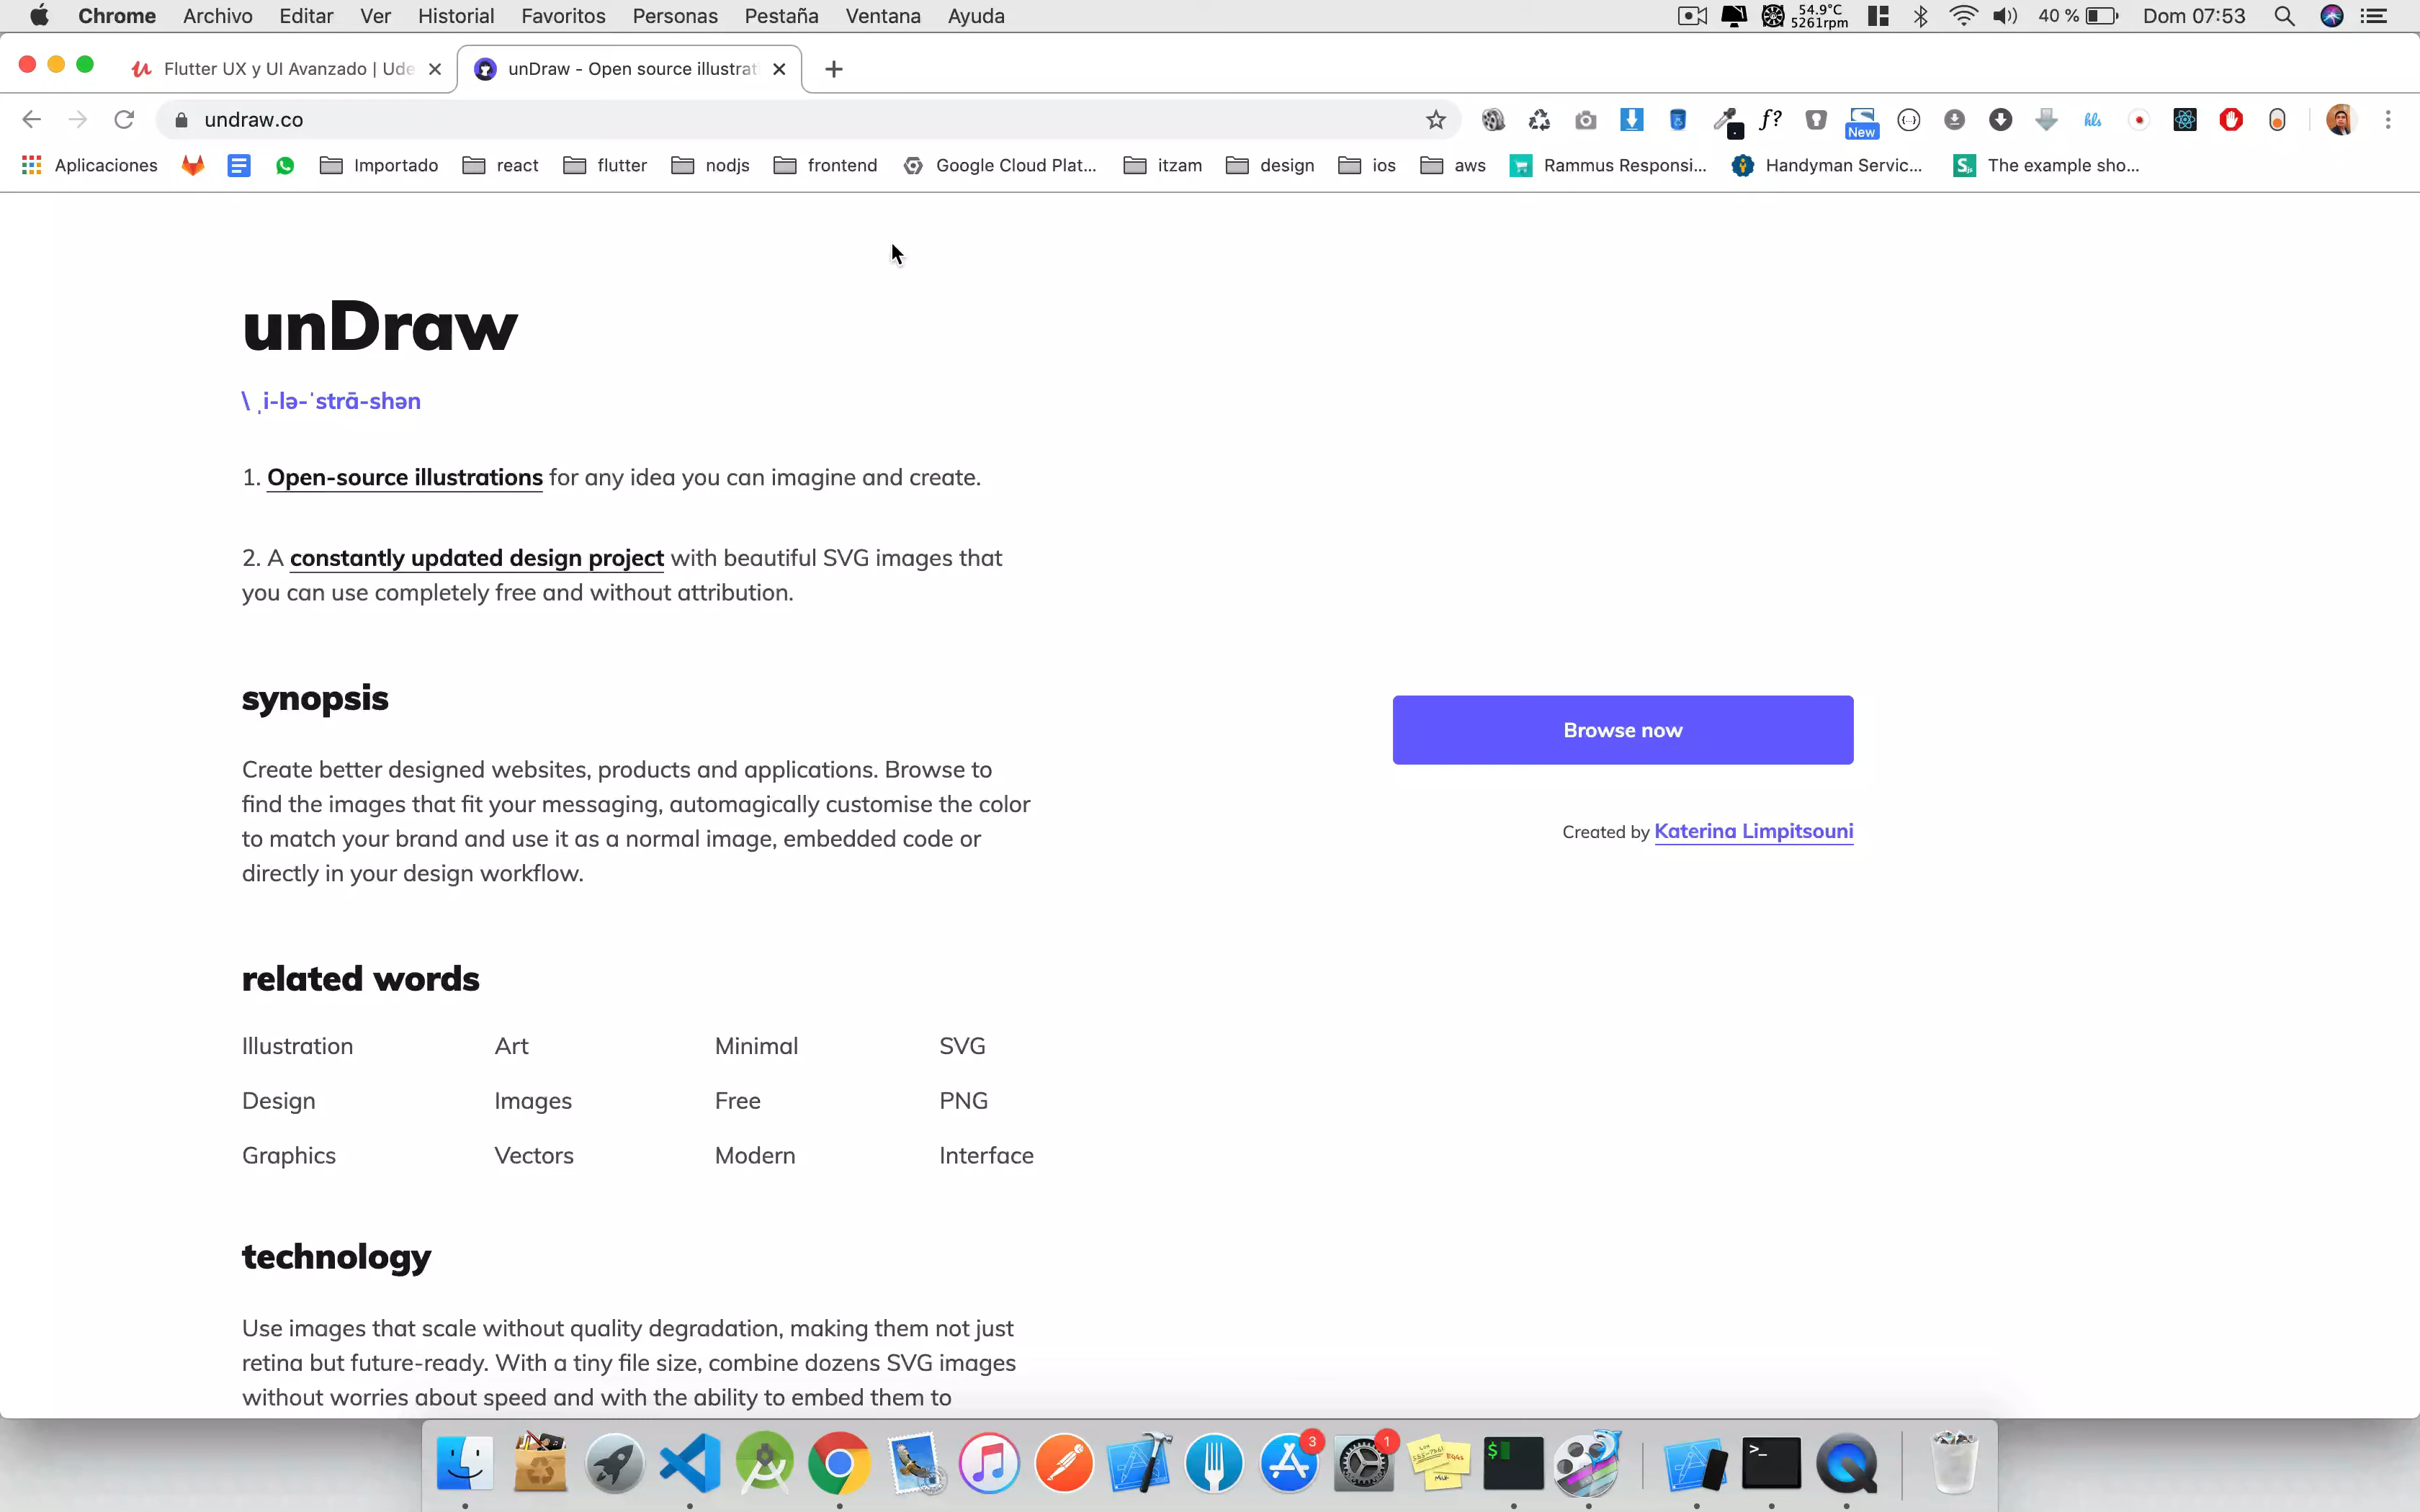 Chrome Archivo Editar Ver Historial Favoritos Personas Pestaña Ventana Ayuda
54.9°C
5261rpm
40 % Dom 07:53
Flutter UX y UI Avanzado | Ude
unDraw - Open source illustrat
undraw.co
f?
New
hls
Aplicaciones Importado react flutter nodjs frontend Google Cloud Plat... itzam design ios aws Rammus Responsi... Handyman Servic... The example sho...
unDraw
\ ˌi-lə-ˈstrā-shən
1. Open-source illustrations for any idea you can imagine and create.
2. A constantly updated design project with beautiful SVG images that
you can use completely free and without attribution.
synopsis
Create better designed websites, products and applications. Browse to
find the images that fit your messaging, automagically customise the color
to match your brand and use it as a normal image, embedded code or
directly in your design workflow.
Browse now
Created by Katerina Limpitsouni
related words
Illustration Art Minimal SVG
Design Images Free PNG
Graphics Vectors Modern Interface
technology
Use images that scale without quality degradation, making them not just
retina but future-ready. With a tiny file size, combine dozens SVG images
without worries about speed and with the ability to embed them to
3
1